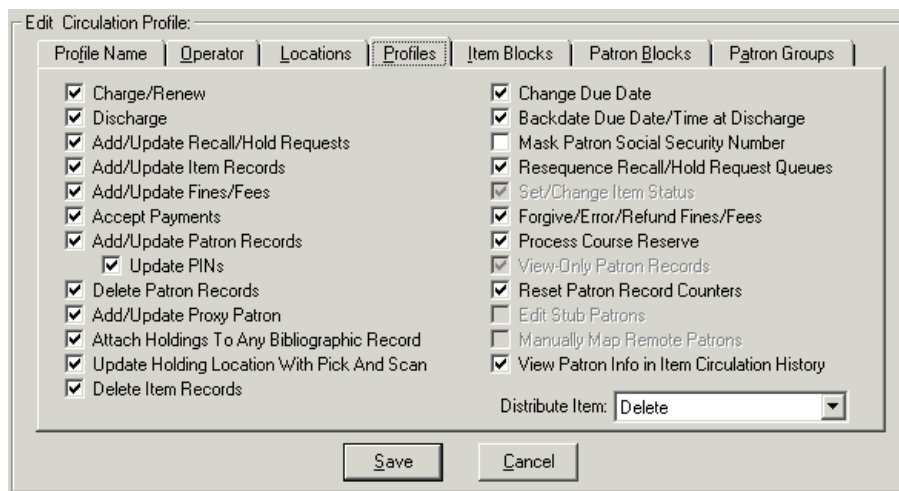 Edit Circulation Profile:
Profile Name Operator Locations Profiles Item Blocks Patron Blocks Patron Groups
Charge/Renew
Discharge
Add/Update Recall/Hold Requests
Add/Update Item Records
Add/Update Fines/Fees
Accept Payments
Add/Update Patron Records
Update PINs
Delete Patron Records
Add/Update Proxy Patron
Attach Holdings To Any Bibliographic Record
Update Holding Location With Pick And Scan
Delete Item Records
Change Due Date
Backdate Due Date/Time at Discharge
Mask Patron Social Security Number
Resequence Recall/Hold Request Queues
Set/Change Item Status
Forgive/Error/Refund Fines/Fees
Process Course Reserve
View-Only Patron Records
Reset Patron Record Counters
Edit Stub Patrons
Manually Map Remote Patrons
View Patron Info in Item Circulation History
Distribute Item: Delete
Save Cancel